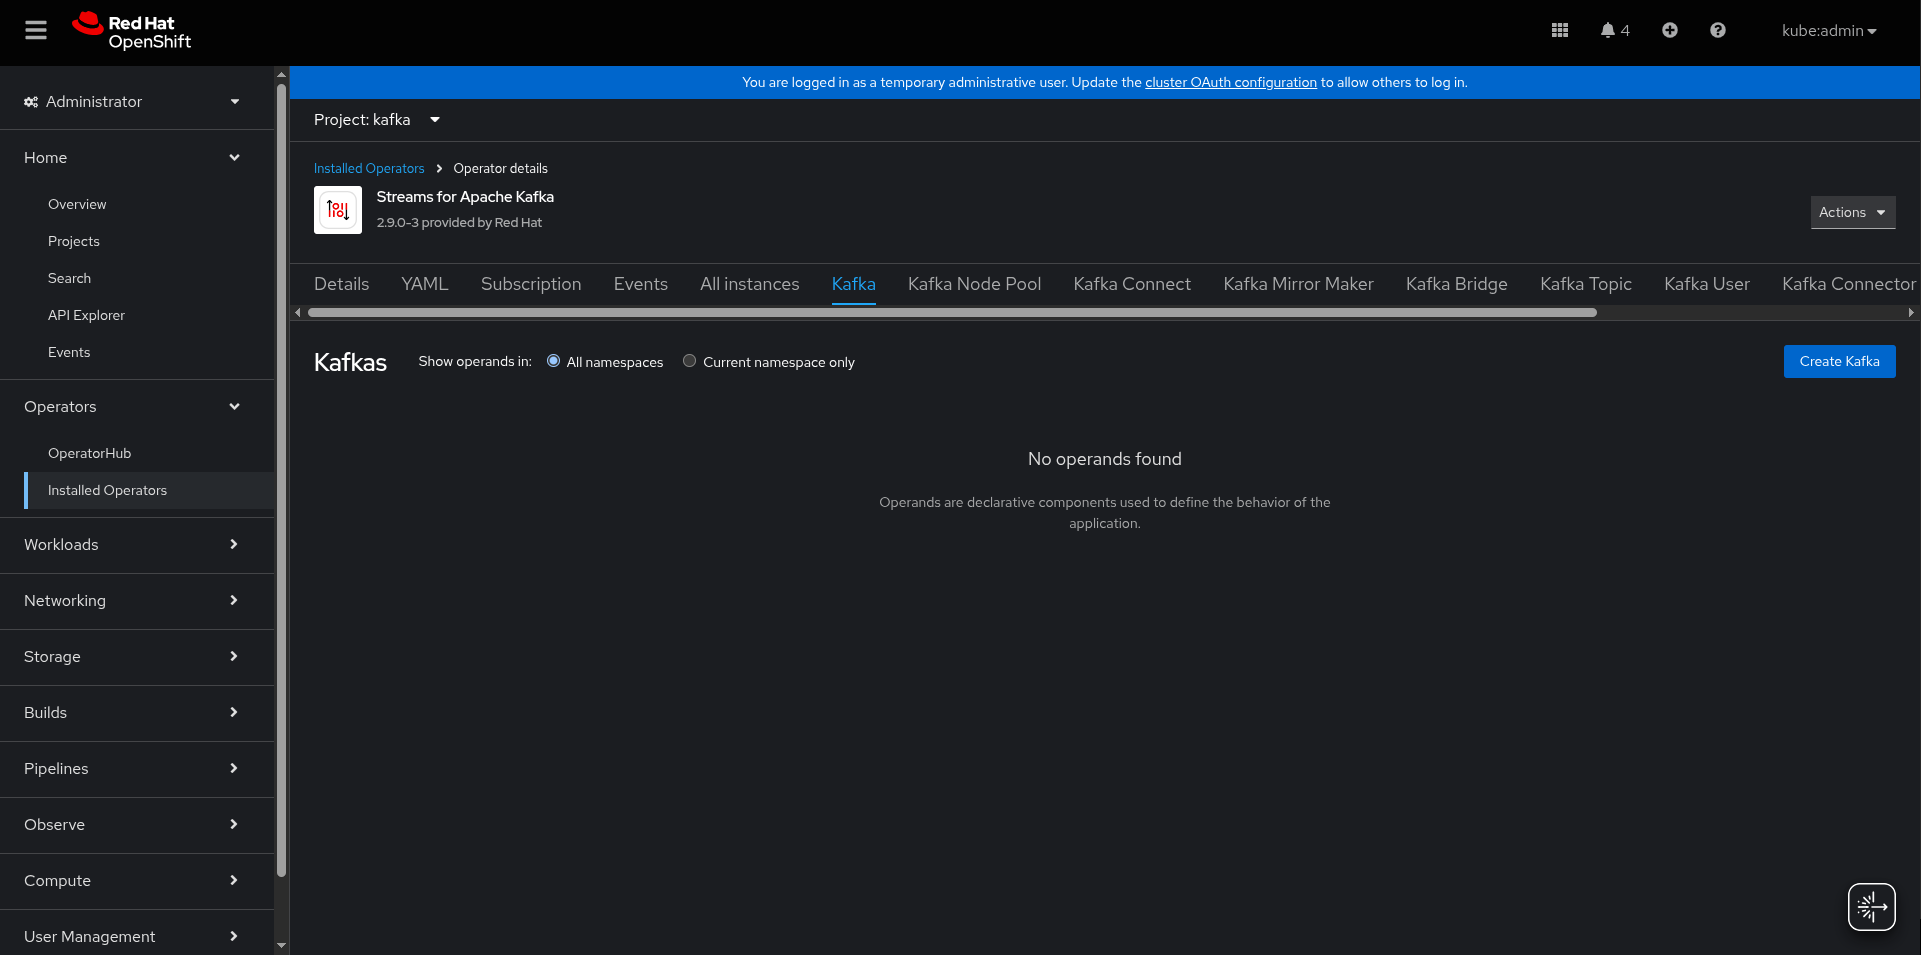 Red Hat
OpenShift
4
kube:admin
Administrator
Home
Overview
Projects
Search
API Explorer
Events
Operators
OperatorHub
Installed Operators
Workloads
Networking
Storage
Builds
Pipelines
Observe
Compute
User Management
You are logged in as a temporary administrative user. Update the cluster OAuth configuration to allow others to log in.
Project: kafka
Installed Operators Operator details
Streams for Apache Kafka
2.9.0-3 provided by Red Hat
Actions
Details YAML Subscription Events All instances Kafka Kafka Node Pool Kafka Connect Kafka Mirror Maker Kafka Bridge Kafka Topic Kafka User Kafka Connector
Kafkas Show operands in: All namespaces Current namespace only Create Kafka
No operands found
Operands are declarative components used to define the behavior of the
application.